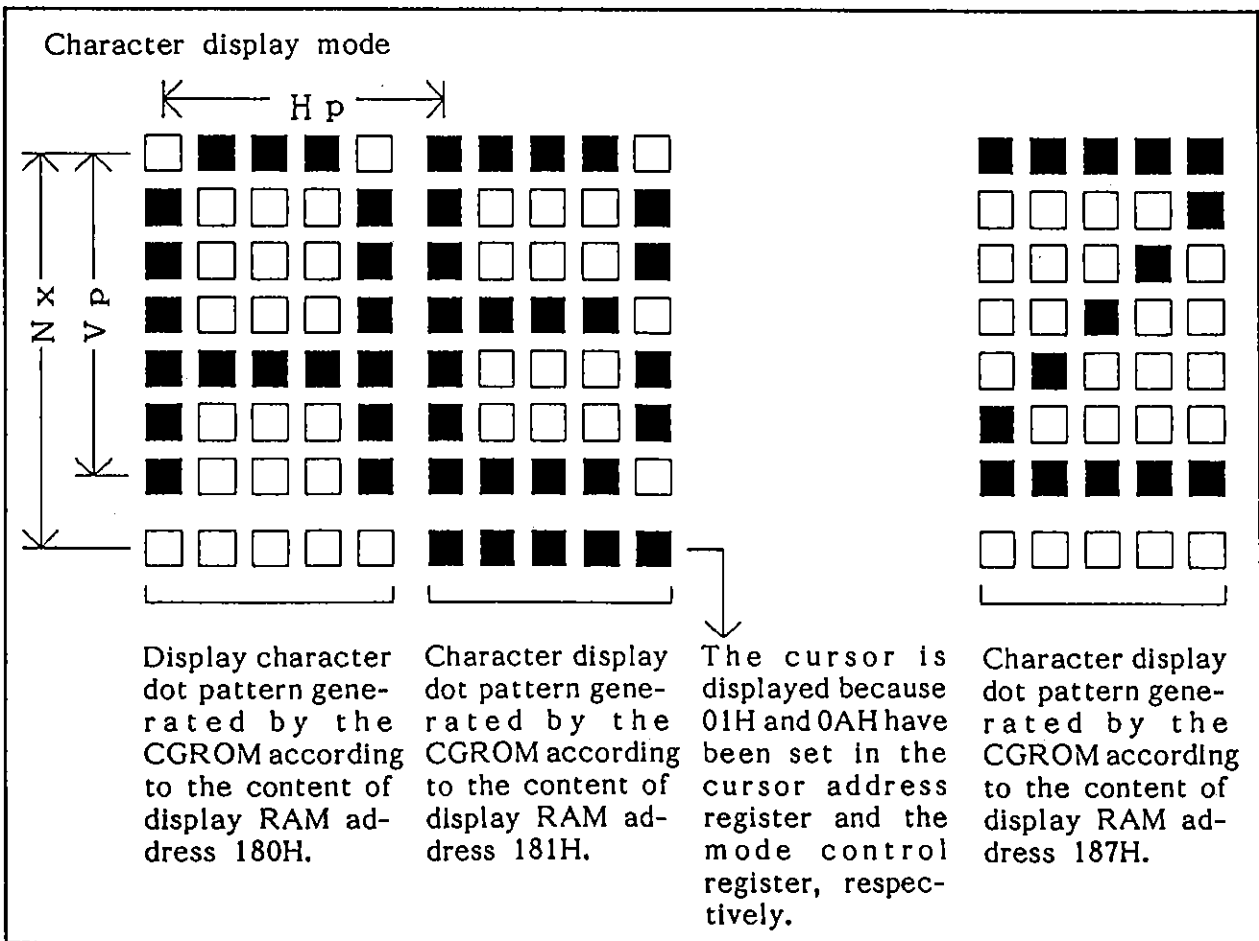 Character display mode
Hp
Nx
Vp
Display character
dot pattern gene-
rated by the
CGROM according
to the content of
display RAM ad-
dress 180H.
Character display
dot pattern gene-
rated by the
CGROM according
to the content of
display RAM ad-
dress 181H.
The cursor is
displayed because
01H and 0AH have
been set in the
cursor address
register and the
mode control
register, respec-
tively.
Character display
dot pattern gene-
rated by the
CGROM according
to the content of
display RAM ad-
dress 187H.